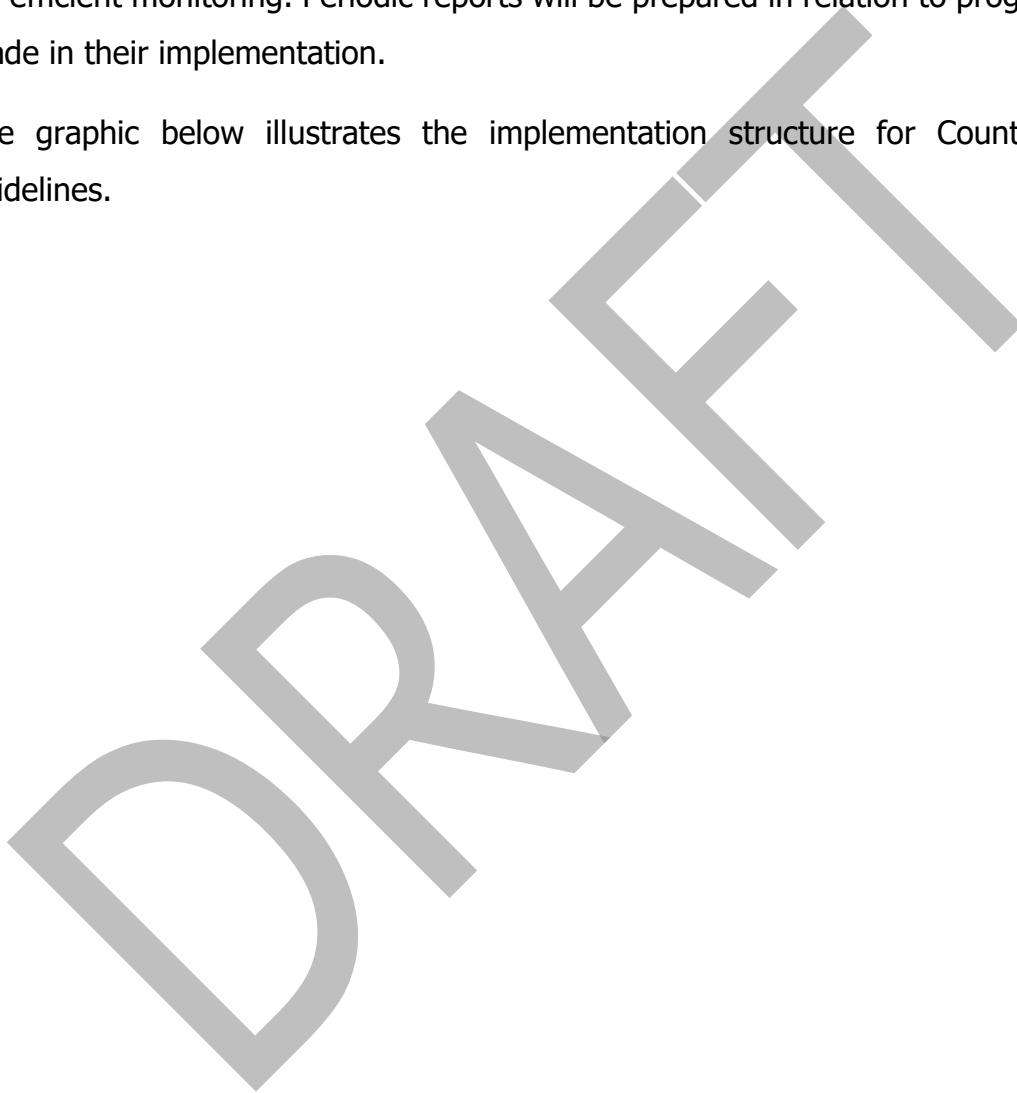 efficient monitoring. Periodic reports will be prepared in relation to prog
de in their implementation.
e graphic below illustrates the implementation structure for Count
idelines.
DRAFT